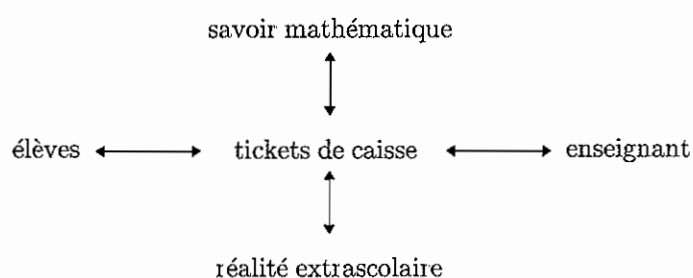 savoir mathématique
élèves tickets de caisse enseignant
réalité extrascolaire